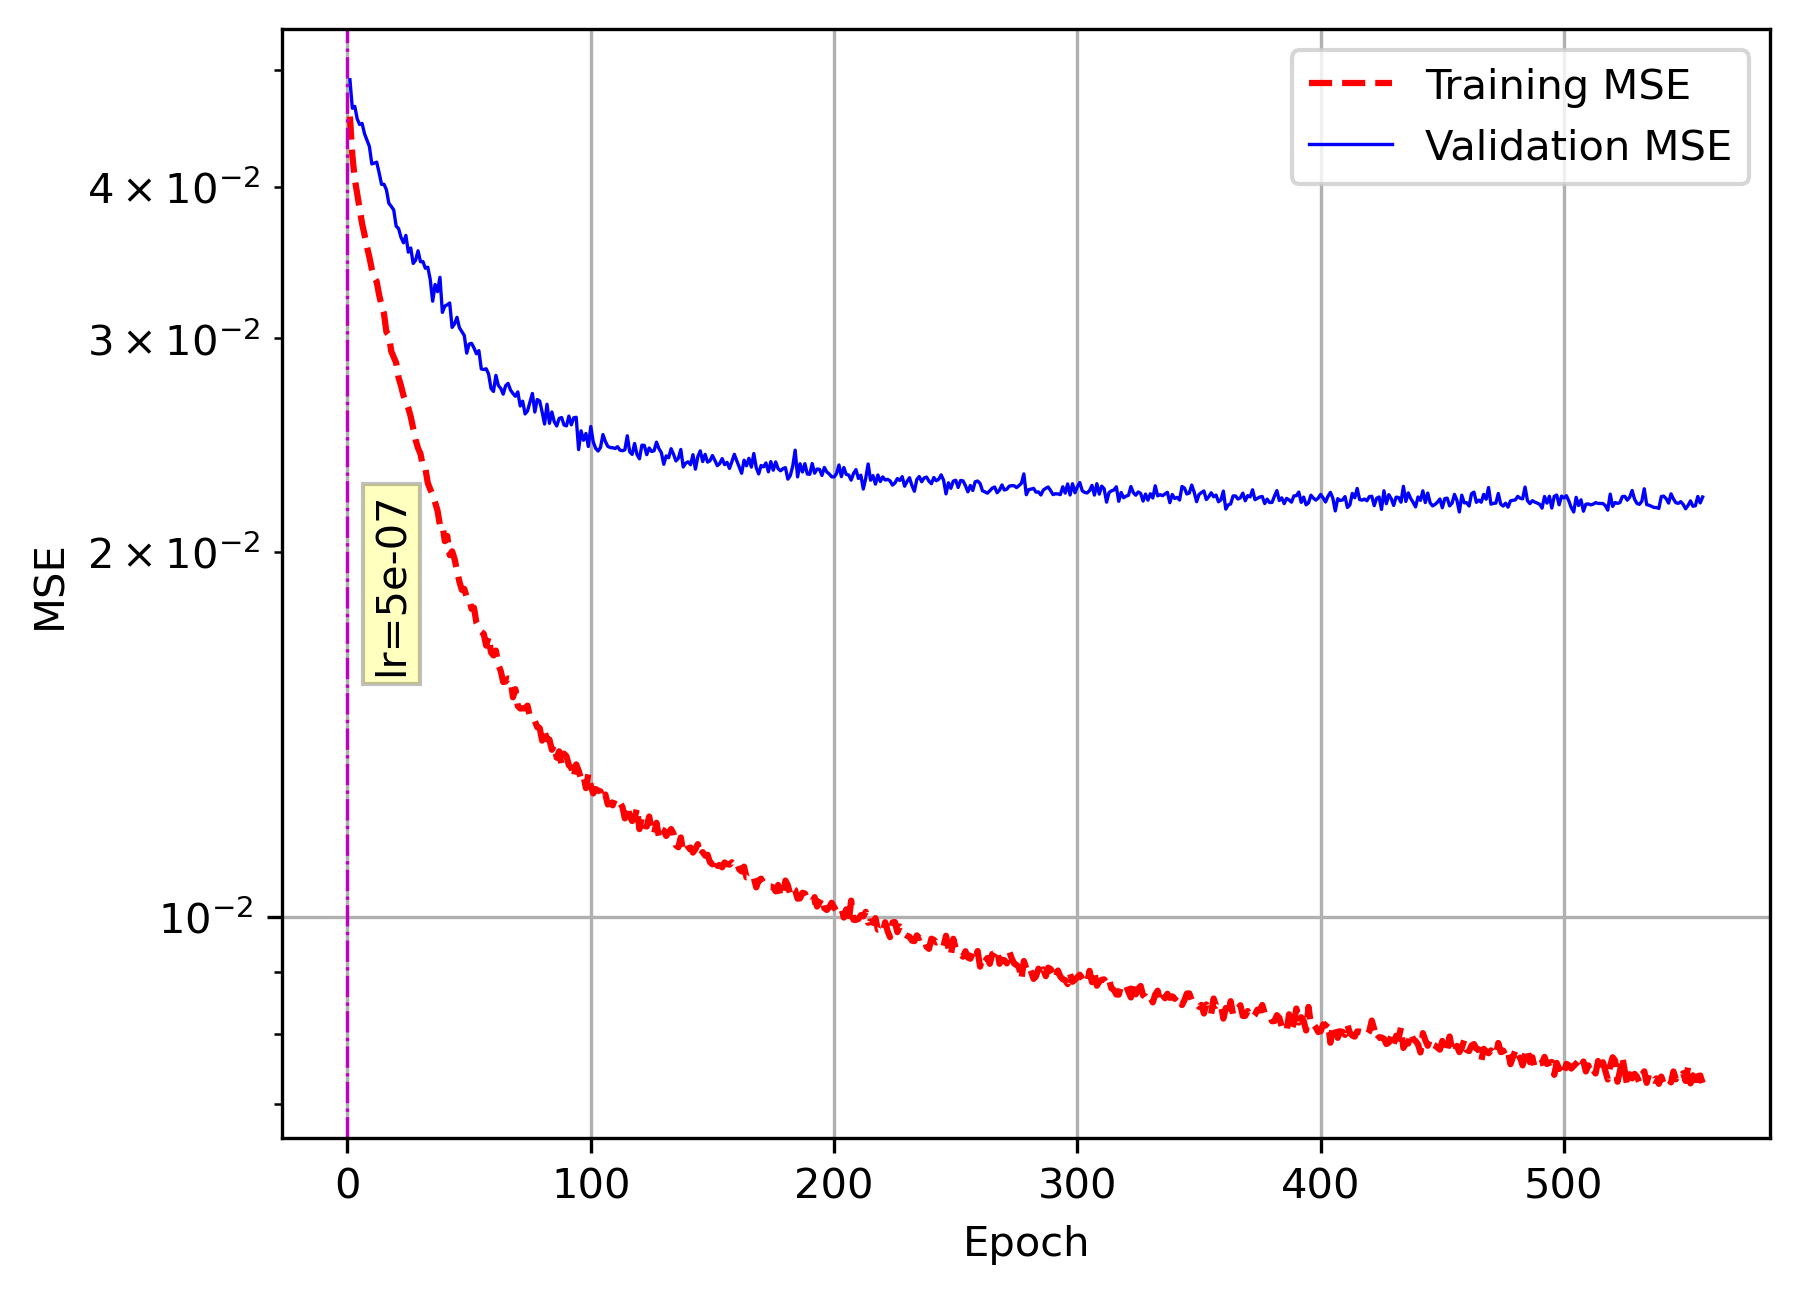 Training MSE
Validation MSE
4 × 10⁻²
3 × 10⁻²
2 × 10⁻²
10⁻²
MSE
lr=5e-07
0 100 200 300 400 500
Epoch